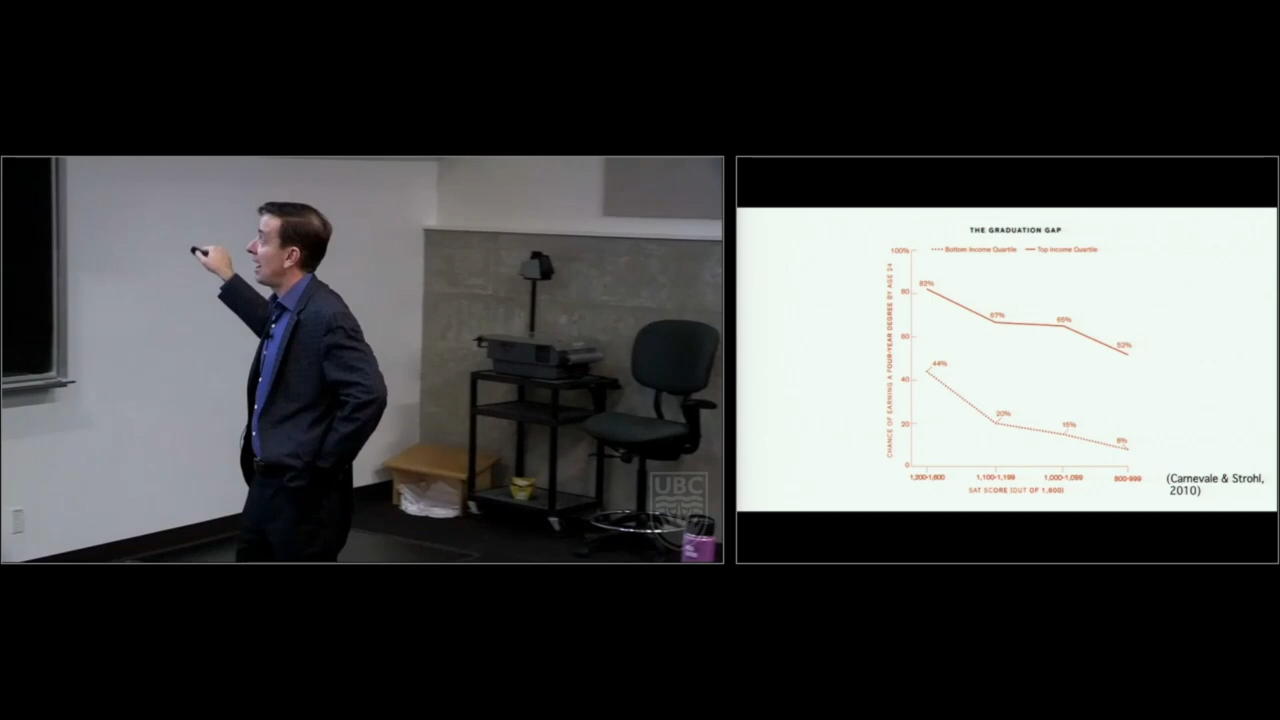 UBC
THE GRADUATION GAP
Bottom Income Quartile
Top Income Quartile
CHANCE OF EARNING A FOUR-YEAR DEGREE BY AGE 24
100%
80
60
40
20
0
82%
67%
65%
52%
44%
20%
15%
8%
1,200-1,600
1,100-1,199
1,000-1,099
800-999
SAT SCORE (OUT OF 1,600)
(Carnevale & Strohl,
2010)